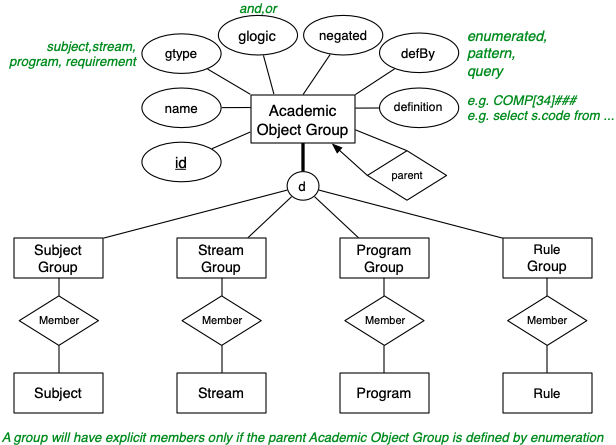 and,or
subject,stream,
program, requirement
gtype
glogic
negated
defBy
enumerated,
pattern,
query
name
Academic
Object Group
definition
e.g. COMP[34]###
e.g. select s.code from ...
id
parent
d
Subject
Group
Stream
Group
Program
Group
Rule
Group
Member
Member
Member
Member
Subject
Stream
Program
Rule
A group will have explicit members only if the parent Academic Object Group is defined by enumeration